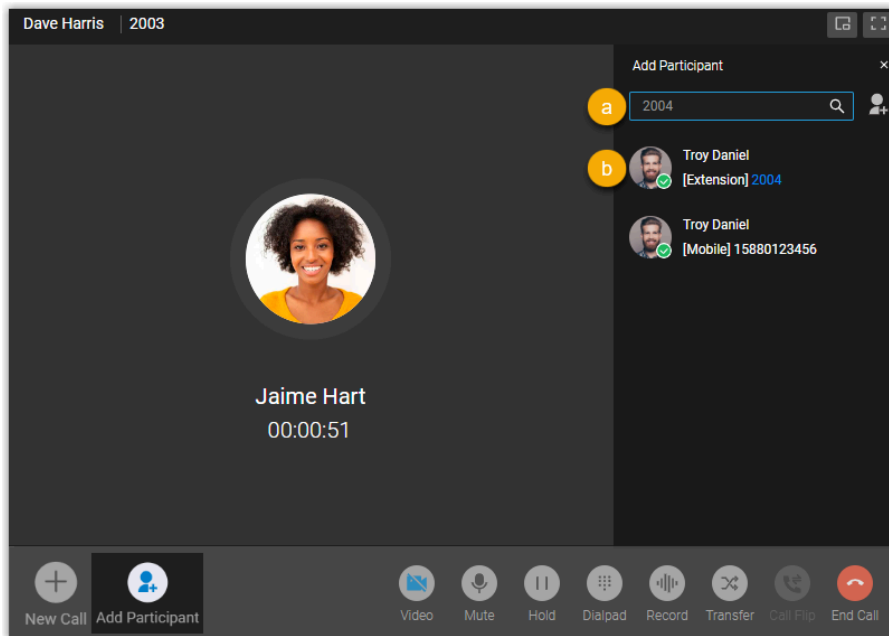 Dave Harris | 2003
Add Participant ×
a 2004
b Troy Daniel
[Extension] 2004
Troy Daniel
[Mobile] 15880123456
Jaime Hart
00:00:51
New Call Add Participant Video Mute Hold Dialpad Record Transfer Call Flip End Call